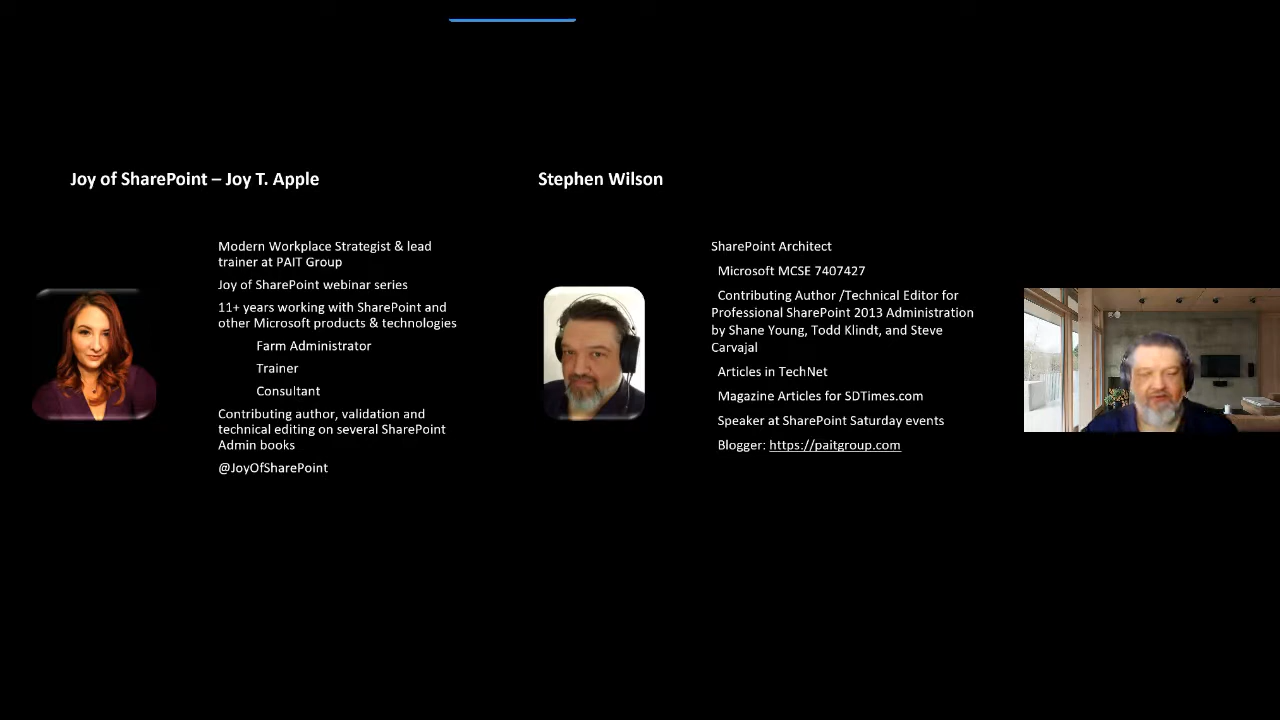 Joy of SharePoint – Joy T. Apple
Modern Workplace Strategist & lead
trainer at PAIT Group
Joy of SharePoint webinar series
11+ years working with SharePoint and
other Microsoft products & technologies
Farm Administrator
Trainer
Consultant
Contributing author, validation and
technical editing on several SharePoint
Admin books
@JoyOfSharePoint
Stephen Wilson
SharePoint Architect
Microsoft MCSE 7407427
Contributing Author /Technical Editor for
Professional SharePoint 2013 Administration
by Shane Young, Todd Klindt, and Steve
Carvajal
Articles in TechNet
Magazine Articles for SDTimes.com
Speaker at SharePoint Saturday events
Blogger: https://paitgroup.com